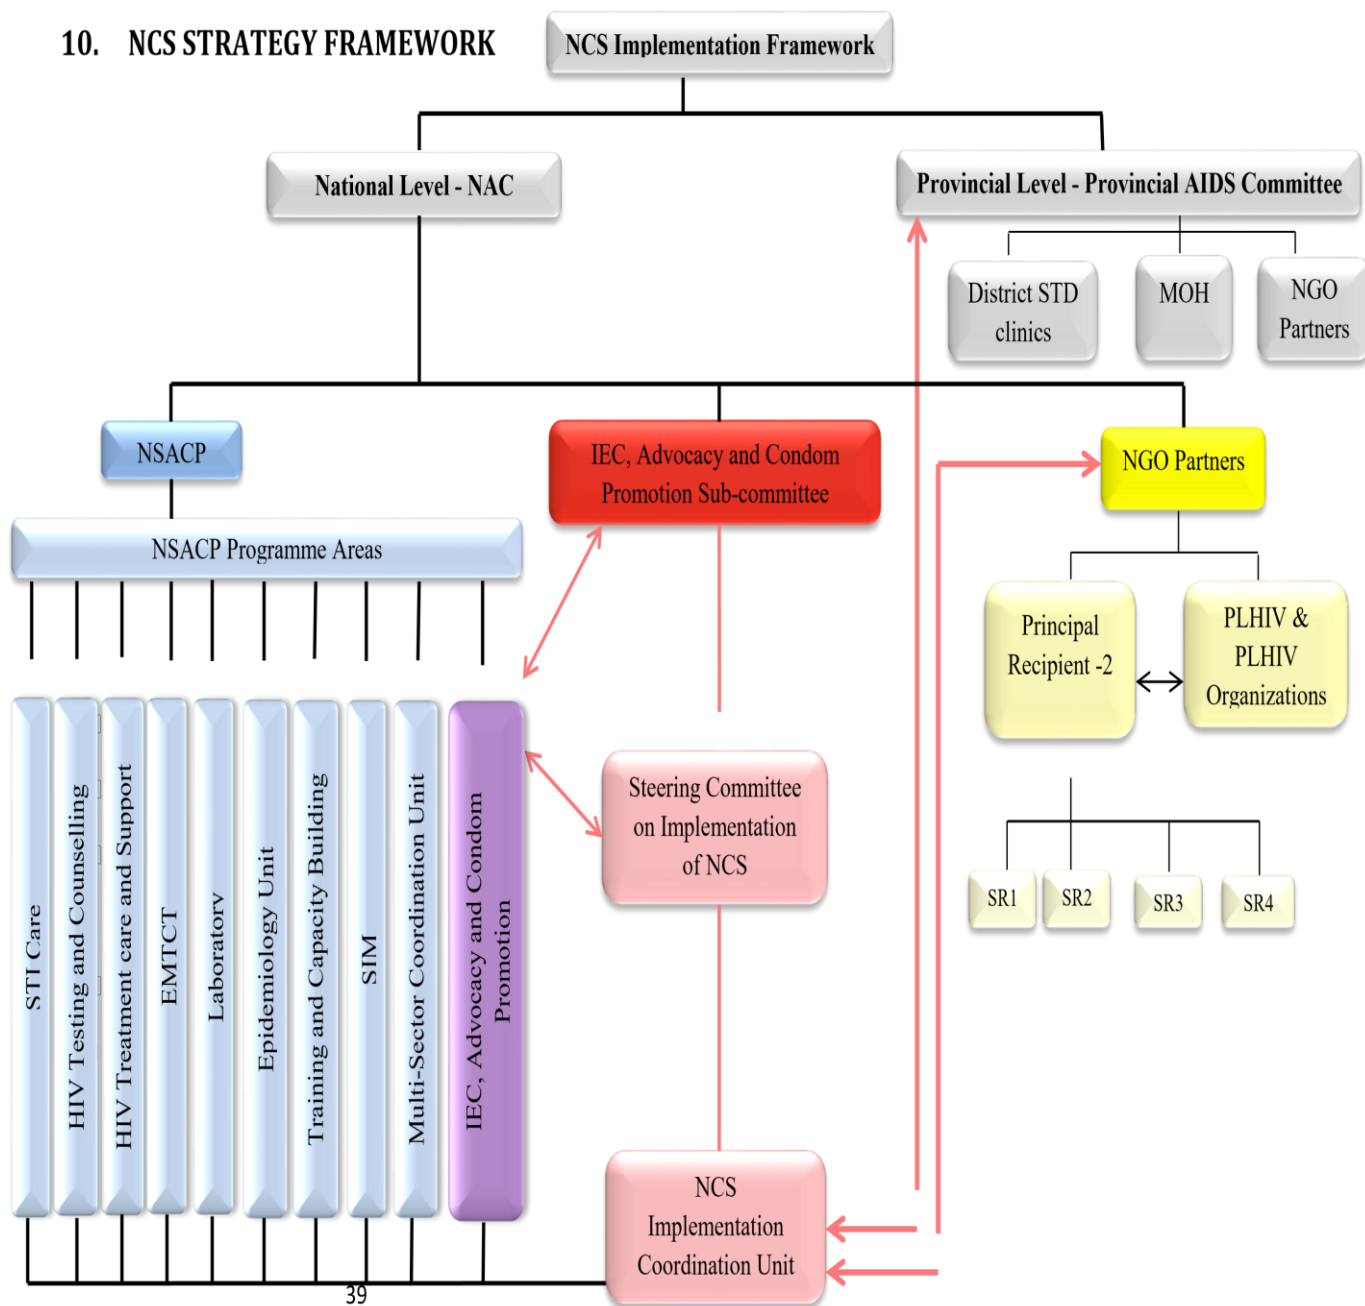 10. NCS STRATEGY FRAMEWORK
NCS Implementation Framework
National Level - NAC
Provincial Level - Provincial AIDS Committee
District STD
clinics
MOH
NGO
Partners
NSACP
IEC, Advocacy and Condom
Promotion Sub-committee
NGO Partners
NSACP Programme Areas
Principal
Recipient -2
PLHIV &
PLHIV
Organizations
STI Care
HIV Testing and Counselling
HIV Treatment care and Support
EMTCT
Laboratory
Epidemiology Unit
Training and Capacity Building
SIM
Multi-Sector Coordination Unit
IEC, Advocacy and Condom
Promotion
Steering Committee
on Implementation
of NCS
SR1
SR2
SR3
SR4
NCS
Implementation
Coordination Unit
39